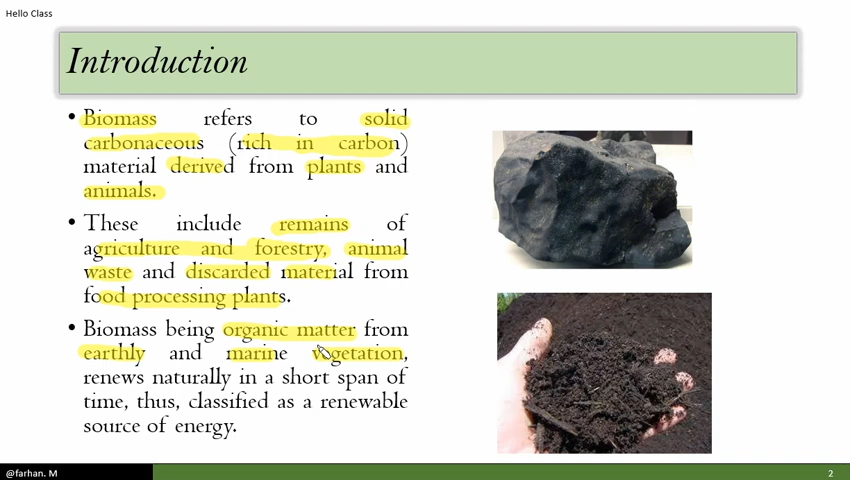 Hello Class
Introduction
• Biomass refers to solid
carbonaceous (rich in carbon)
material derived from plants and
animals.
• These include remains of
agriculture and forestry, animal
waste and discarded material from
food processing plants.
• Biomass being organic matter from
earthly and marine vegetation,
renews naturally in a short span of
time, thus, classified as a renewable
source of energy.
@farhan. M
2